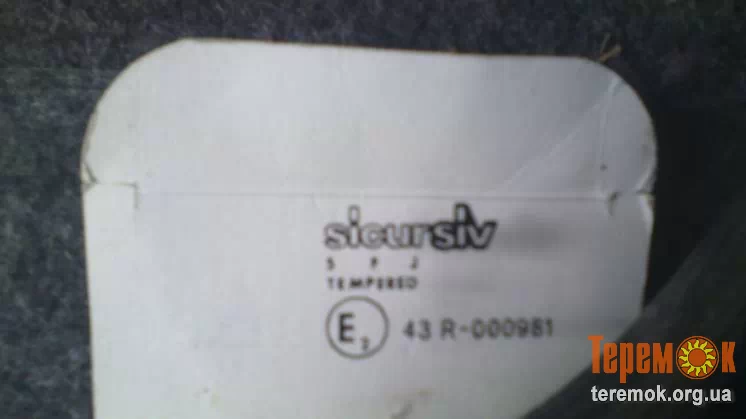 sicursiv
S F J
TEMPERED
E2 43 R-000981
ТеремОк
teremok.org.ua